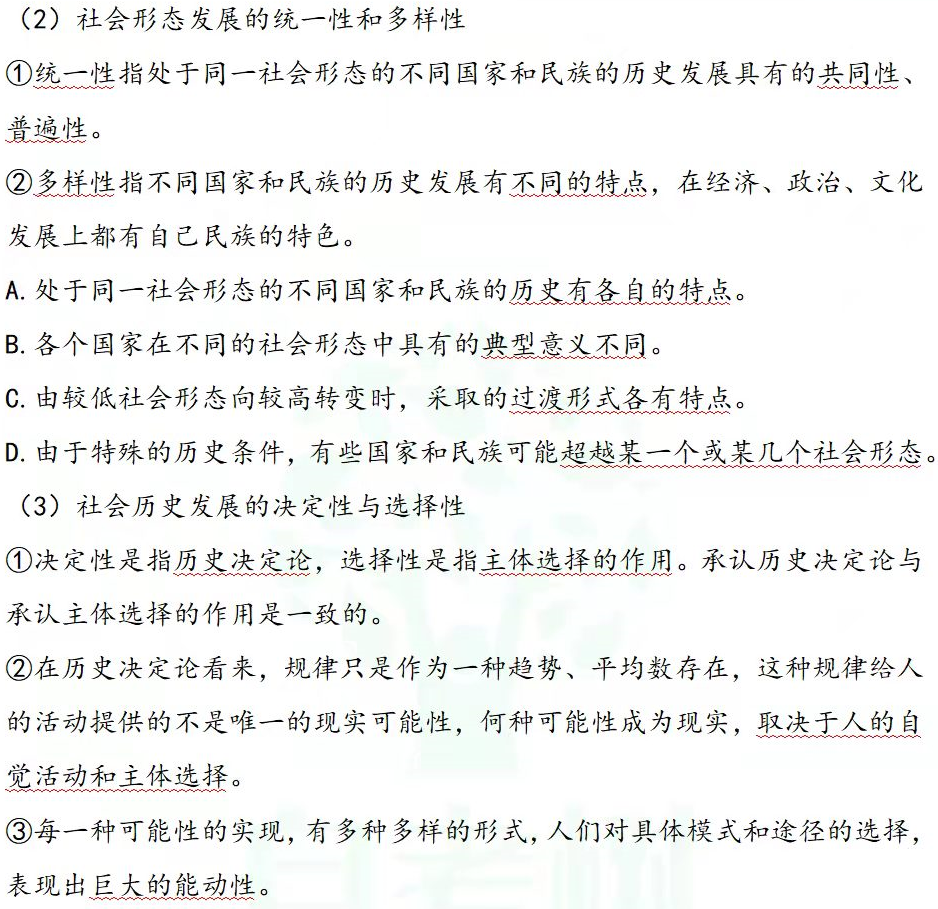 （2）社会形态发展的统一性和多样性
①统一性指处于同一社会形态的不同国家和民族的历史发展具有的共同性、
普遍性。
②多样性指不同国家和民族的历史发展有不同的特点，在经济、政治、文化
发展上都有自己民族的特色。
A. 处于同一社会形态的不同国家和民族的历史有各自的特点。
B. 各个国家在不同的社会形态中具有的典型意义不同。
C. 由较低社会形态向较高转变时，采取的过渡形式各有特点。
D. 由于特殊的历史条件，有些国家和民族可能超越某一个或某几个社会形态。
（3）社会历史发展的决定性与选择性
①决定性是指历史决定论，选择性是指主体选择的作用。承认历史决定论与
承认主体选择的作用是一致的。
②在历史决定论看来，规律只是作为一种趋势、平均数存在，这种规律给人
的活动提供的不是唯一的现实可能性，何种可能性成为现实，取决于人的自
觉活动和主体选择。
③每一种可能性的实现，有多种多样的形式，人们对具体模式和途径的选择，
表现出巨大的能动性。